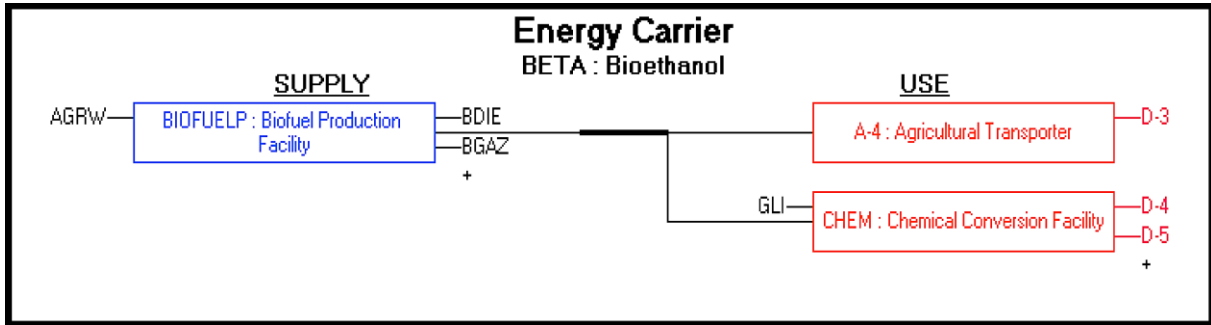 Energy Carrier
BETA : Bioethanol
SUPPLY
USE
AGRW
BIOFUELP : Biofuel Production
Facility
BDIE
BGAZ
+
A-4 : Agricultural Transporter
D-3
GLI
CHEM : Chemical Conversion Facility
D-4
D-5
+